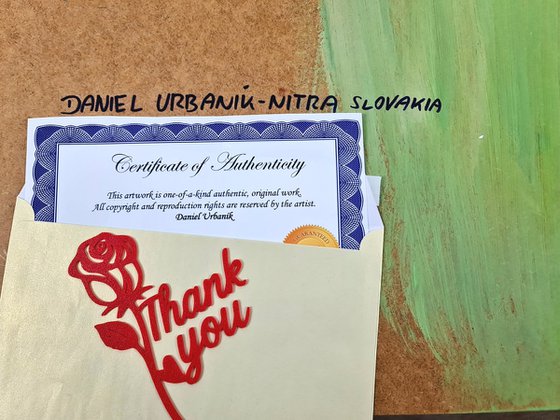 DANIEL URBANIK-NITRA SLOVAKIA
Certificate of Authenticity
This artwork is one-of-a-kind authentic, original work.
All copyright and reproduction rights are reserved by the artist.
Daniel Urbanik
GUARANTEED
Thank
you